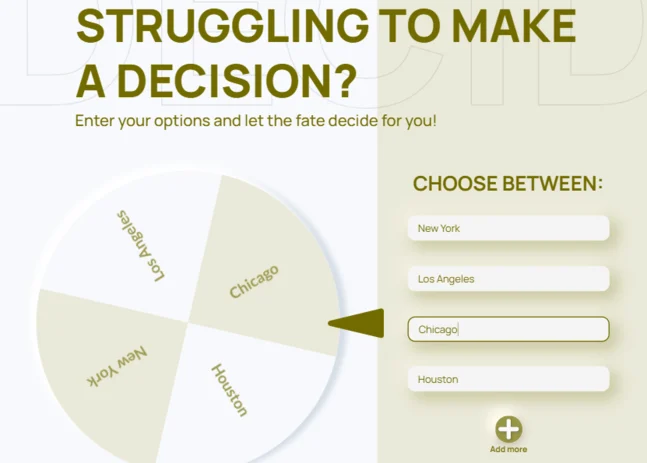 STRUGGLING TO MAKE
A DECISION?
Enter your options and let the fate decide for you!
Los Angeles
Chicago
New York
Houston
CHOOSE BETWEEN:
New York
Los Angeles
Chicago
Houston
Add more
DECID